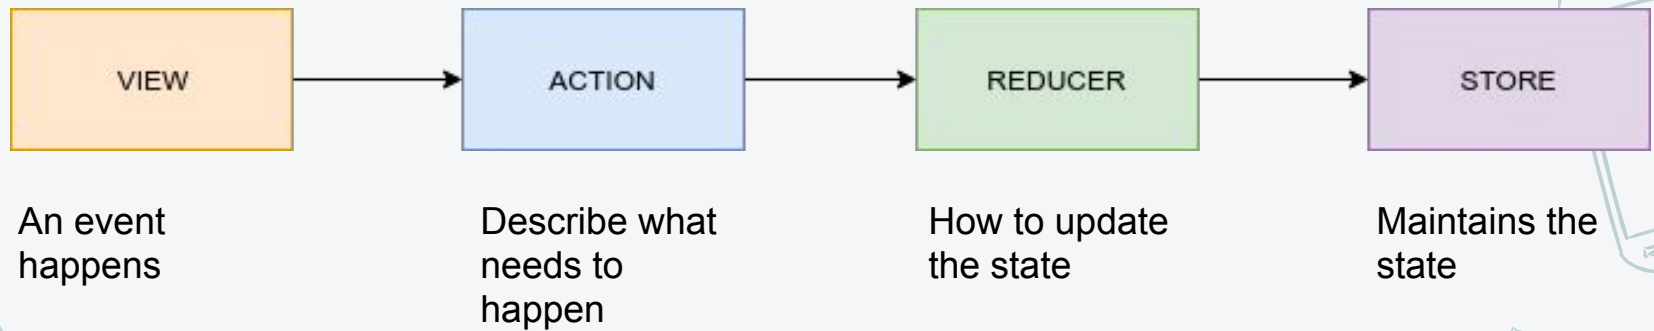 VIEW
ACTION
REDUCER
STORE
An event
happens
Describe what
needs to
happen
How to update
the state
Maintains the
state